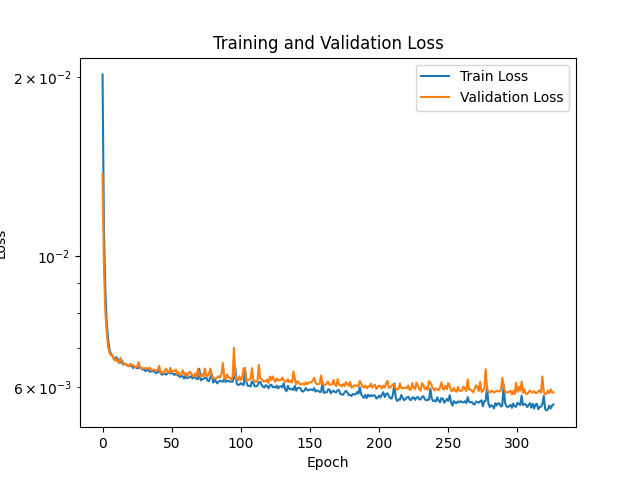 Training and Validation Loss
Train Loss
Validation Loss
2 × 10⁻²
10⁻²
6 × 10⁻³
Loss
0 50 100 150 200 250 300
Epoch